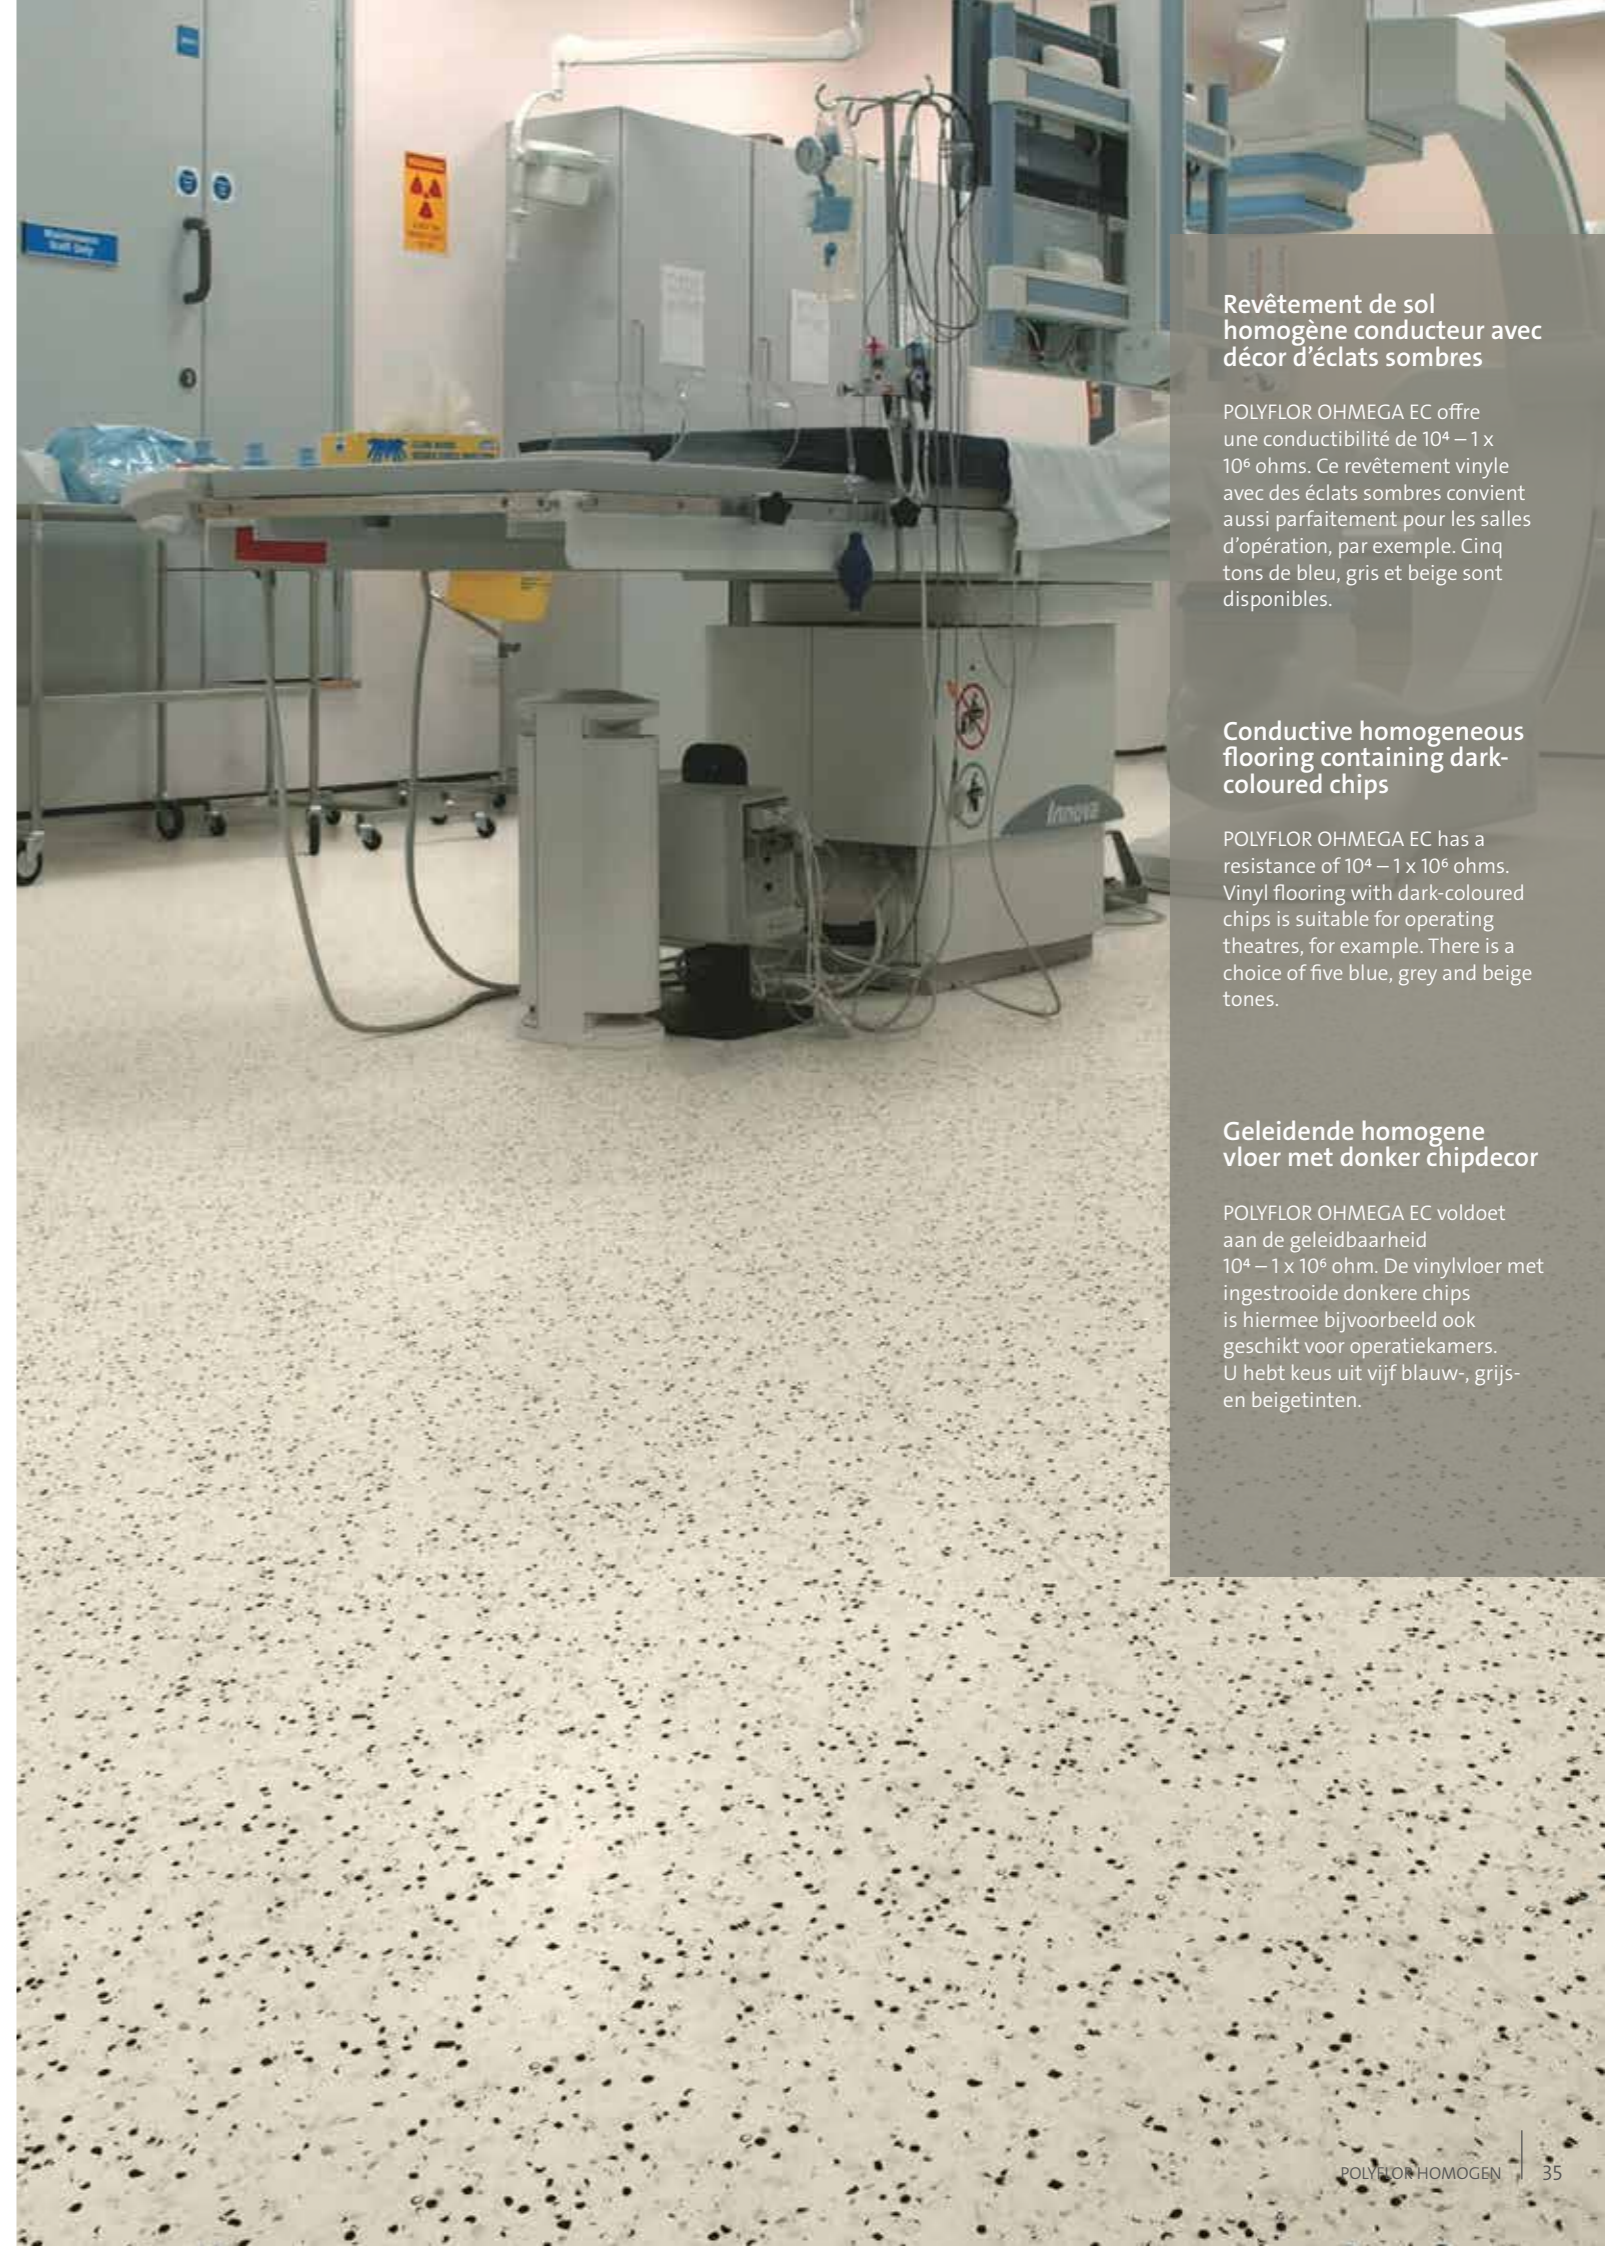 Maintenance
Staff Only
Innova
Revêtement de sol
homogène conducteur avec
décor d’éclats sombres
POLYFLOR OHMEGA EC offre
une conductibilité de 10⁴ – 1 x
10⁶ ohms. Ce revêtement vinyle
avec des éclats sombres convient
aussi parfaitement pour les salles
d’opération, par exemple. Cinq
tons de bleu, gris et beige sont
disponibles.
Conductive homogeneous
flooring containing dark-
coloured chips
POLYFLOR OHMEGA EC has a
resistance of 10⁴ – 1 x 10⁶ ohms.
Vinyl flooring with dark-coloured
chips is suitable for operating
theatres, for example. There is a
choice of five blue, grey and beige
tones.
Geleidende homogene
vloer met donker chipdecor
POLYFLOR OHMEGA EC voldoet
aan de geleidbaarheid
10⁴ – 1 x 10⁶ ohm. De vinylvloer met
ingestrooide donkere chips
is hiermee bijvoorbeeld ook
geschikt voor operatiekamers.
U hebt keus uit vijf blauw-, grijs-
en beigetinten.
POLYFLOR HOMOGEN
35